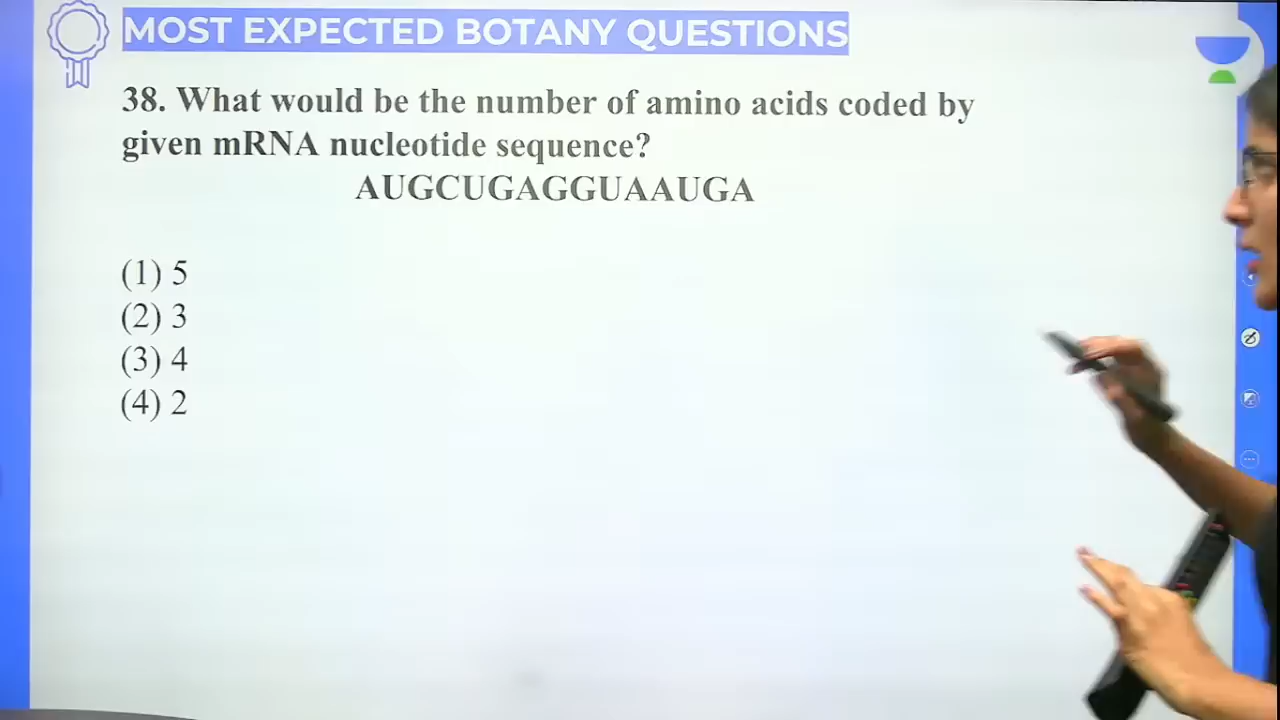 MOST EXPECTED BOTANY QUESTIONS
38. What would be the number of amino acids coded by
given mRNA nucleotide sequence?
AUGCUGAGGUAAUGA
(1) 5
(2) 3
(3) 4
(4) 2